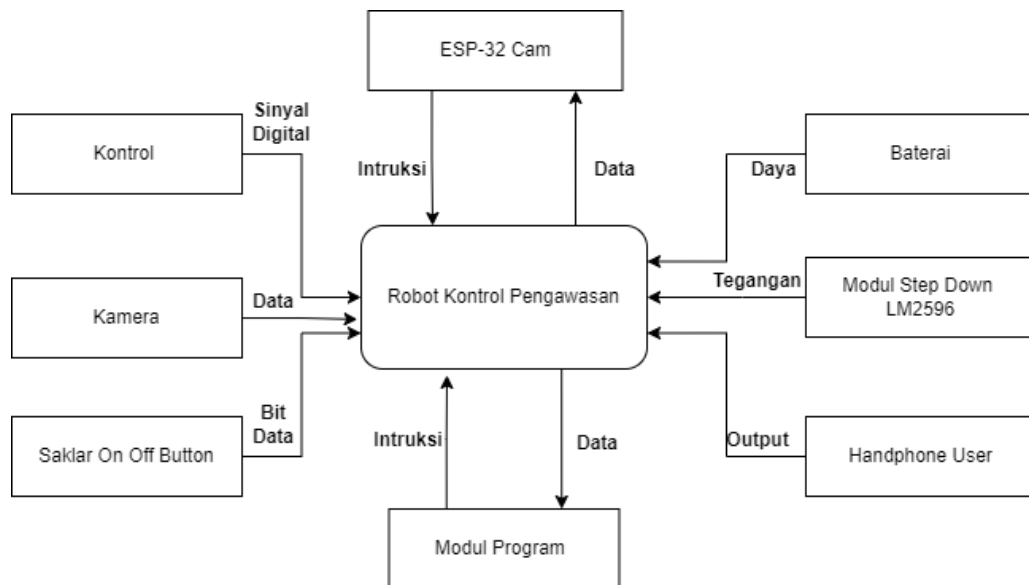 ESP-32 Cam
Sinyal
Digital
Kontrol
Intruksi
Data
Daya
Baterai
Kamera
Data
Robot Kontrol Pengawasan
Tegangan
Modul Step Down
LM2596
Saklar On Off Button
Bit
Data
Intruksi
Data
Output
Handphone User
Modul Program